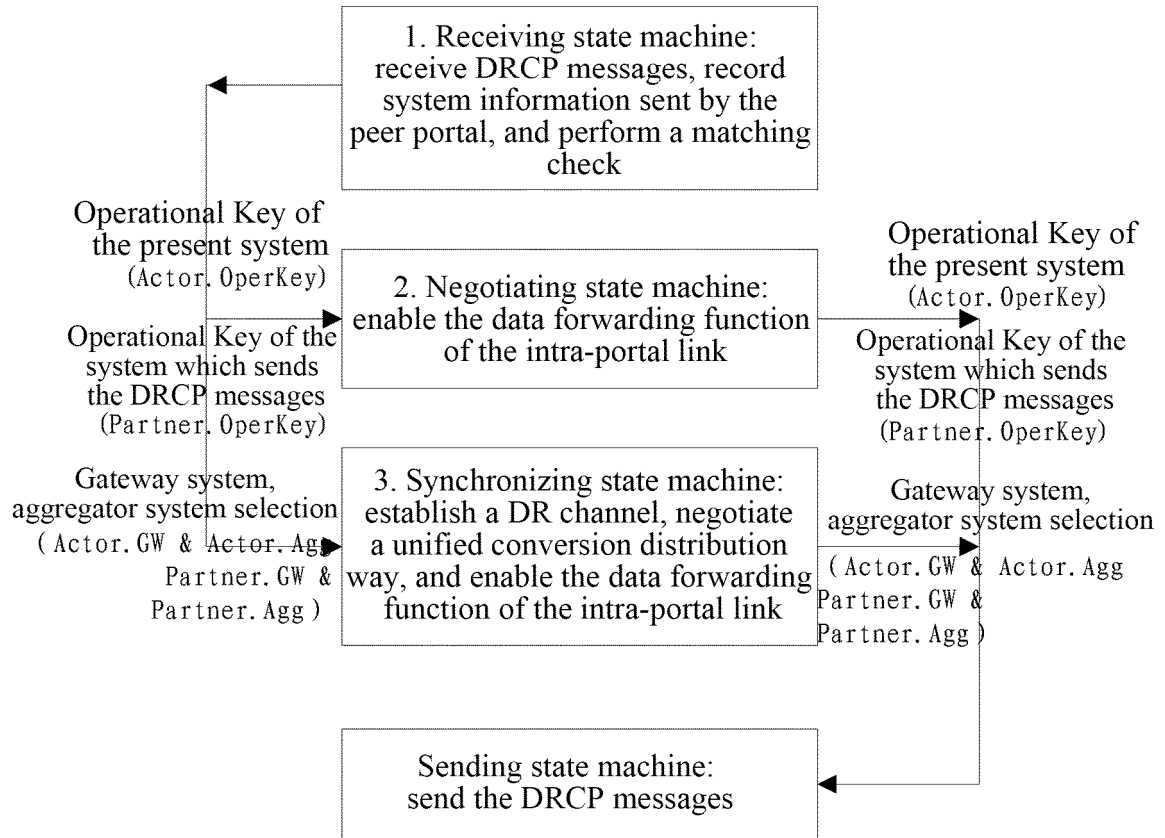 1. Receiving state machine:
receive DRCP messages, record
system information sent by the
peer portal, and perform a matching
check
Operational Key of
the present system
(Actor.OperKey)
2. Negotiating state machine:
enable the data forwarding function
of the intra-portal link
Operational Key of
the present system
(Actor.OperKey)
Operational Key of the
system which sends
the DRCP messages
(Partner.OperKey)
Operational Key of the
system which sends
the DRCP messages
(Partner.OperKey)
Gateway system,
aggregator system selection
(Actor.GW & Actor.Agg
Partner.GW &
Partner.Agg)
3. Synchronizing state machine:
establish a DR channel, negotiate
a unified conversion distribution
way, and enable the data forwarding
function of the intra-portal link
Gateway system,
aggregator system selection
(Actor.GW & Actor.Agg
Partner.GW &
Partner.Agg)
Sending state machine:
send the DRCP messages